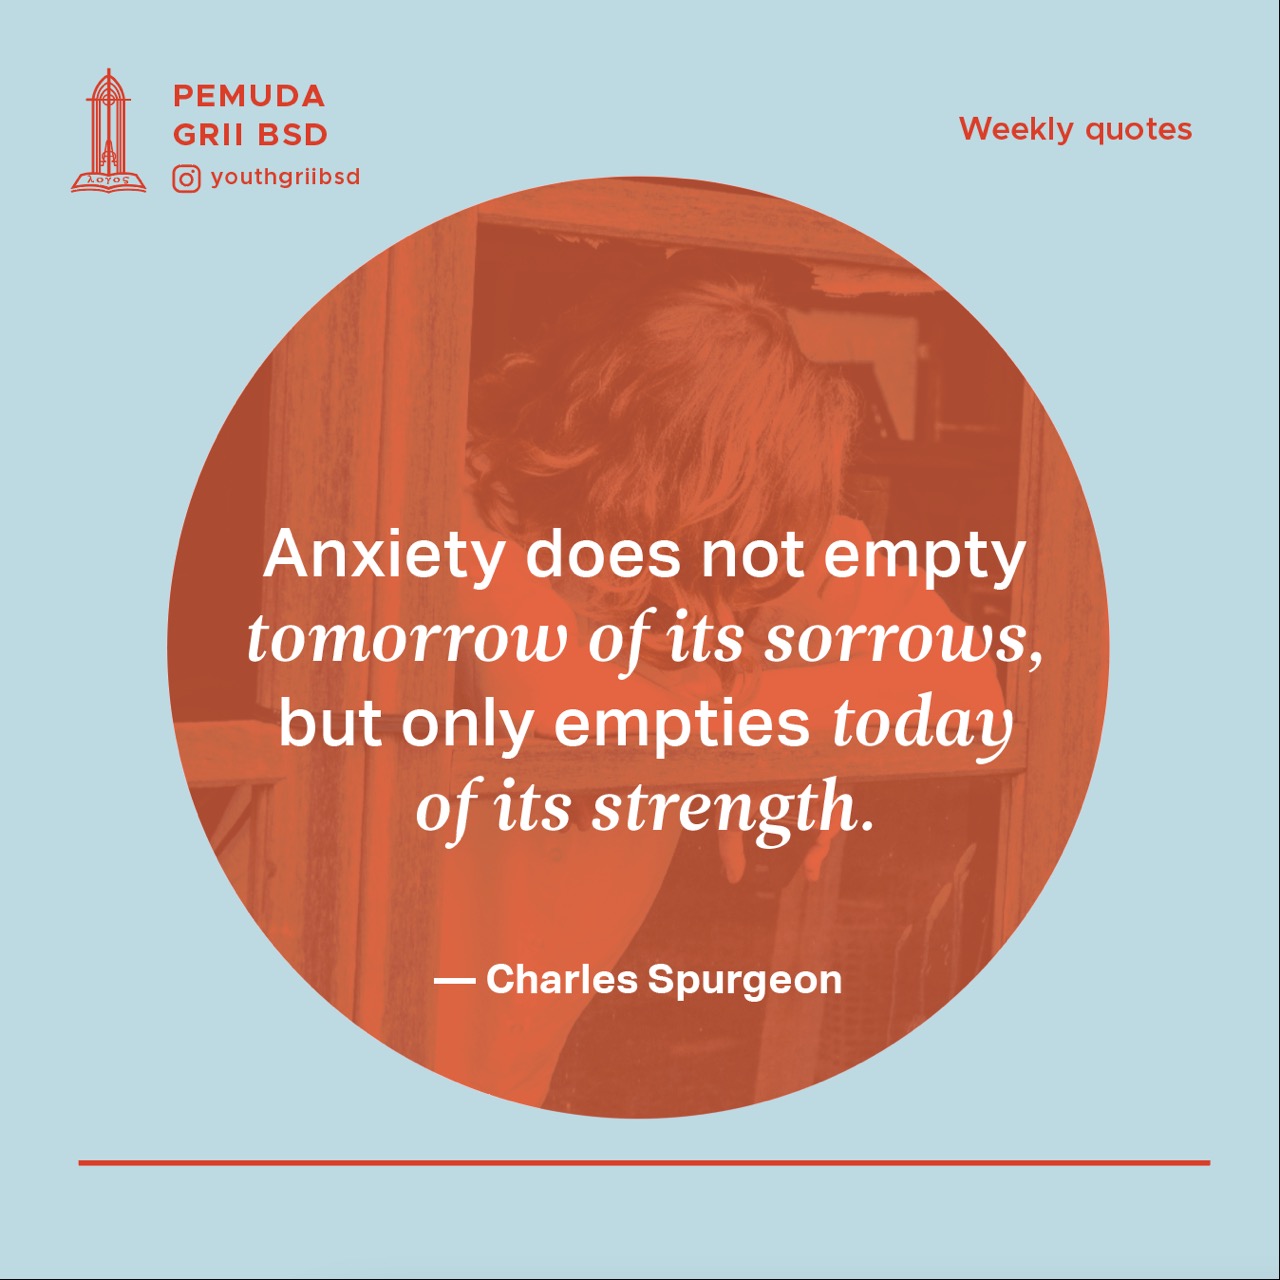 PEMUDA
GRII BSD
youthgriibsd
λογος
Weekly quotes
Anxiety does not empty
tomorrow of its sorrows,
but only empties today
of its strength.
— Charles Spurgeon